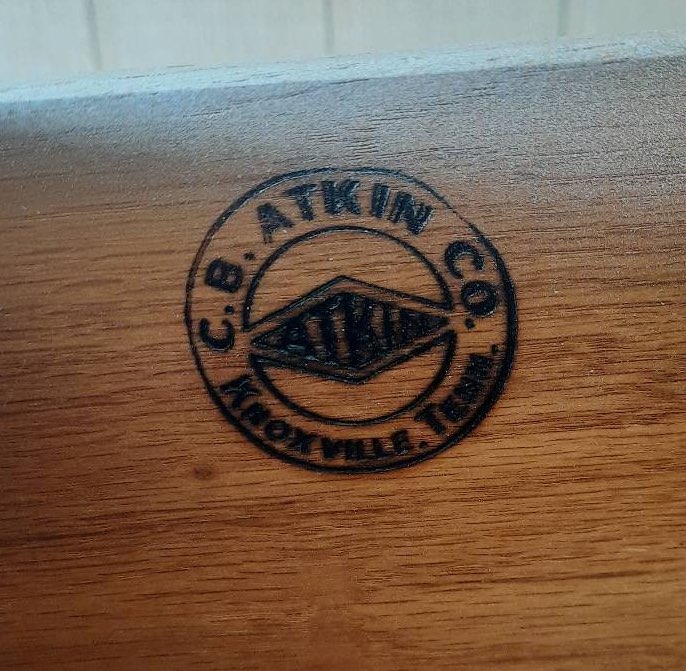 C.B. ATKIN CO.
ATKIN
KNOXVILLE. TENN.